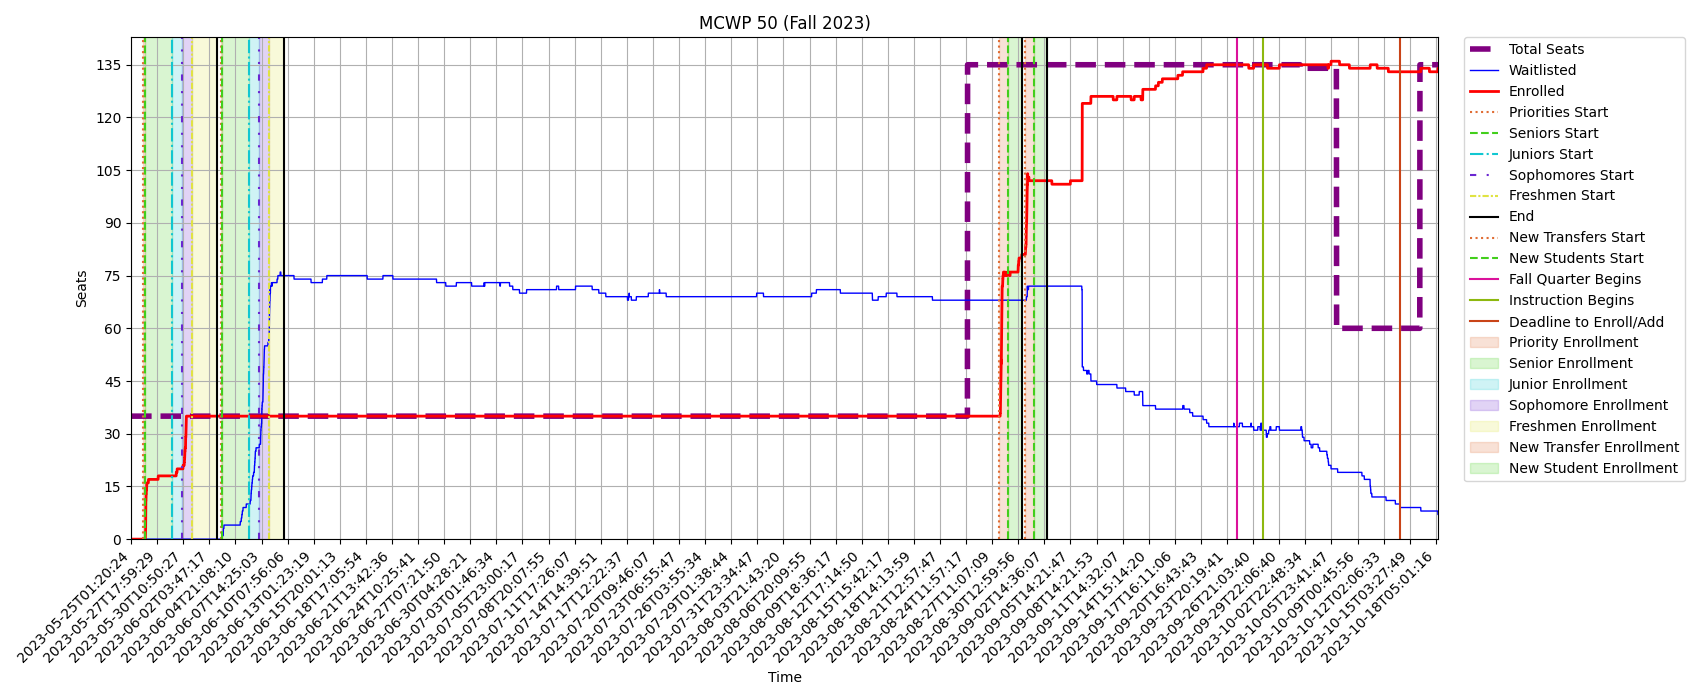 MCWP 50 (Fall 2023)
Seats
135
120
105
90
75
60
45
30
15
0
2023-05-25T01:20:24
2023-05-27T17:59:29
2023-05-30T10:50:27
2023-06-02T03:47:17
2023-06-04T21:08:10
2023-06-07T14:25:03
2023-06-10T07:56:06
2023-06-13T01:23:19
2023-06-15T20:01:13
2023-06-18T17:05:54
2023-06-21T13:42:36
2023-06-24T10:25:41
2023-06-27T07:21:50
2023-06-30T04:28:21
2023-07-03T01:46:34
2023-07-05T23:00:17
2023-07-08T20:07:55
2023-07-11T17:26:07
2023-07-14T14:39:51
2023-07-17T12:22:37
2023-07-20T09:46:07
2023-07-23T06:55:47
2023-07-26T03:55:34
2023-07-29T01:38:44
2023-07-31T23:34:47
2023-08-03T21:43:20
2023-08-06T20:09:55
2023-08-09T18:36:17
2023-08-12T17:14:50
2023-08-15T15:42:17
2023-08-18T14:13:59
2023-08-21T12:57:47
2023-08-24T11:57:17
2023-08-27T11:07:09
2023-08-30T12:59:56
2023-09-02T14:36:07
2023-09-05T14:21:47
2023-09-08T14:21:53
2023-09-11T14:32:07
2023-09-14T15:14:20
2023-09-17T16:11:06
2023-09-20T16:43:43
2023-09-23T20:19:41
2023-09-26T21:03:40
2023-09-29T22:06:40
2023-10-02T22:48:34
2023-10-05T23:41:47
2023-10-09T00:45:56
2023-10-12T02:06:33
2023-10-15T03:27:49
2023-10-18T05:01:16
Time
Total Seats
Waitlisted
Enrolled
Priorities Start
Seniors Start
Juniors Start
Sophomores Start
Freshmen Start
End
New Transfers Start
New Students Start
Fall Quarter Begins
Instruction Begins
Deadline to Enroll/Add
Priority Enrollment
Senior Enrollment
Junior Enrollment
Sophomore Enrollment
Freshmen Enrollment
New Transfer Enrollment
New Student Enrollment